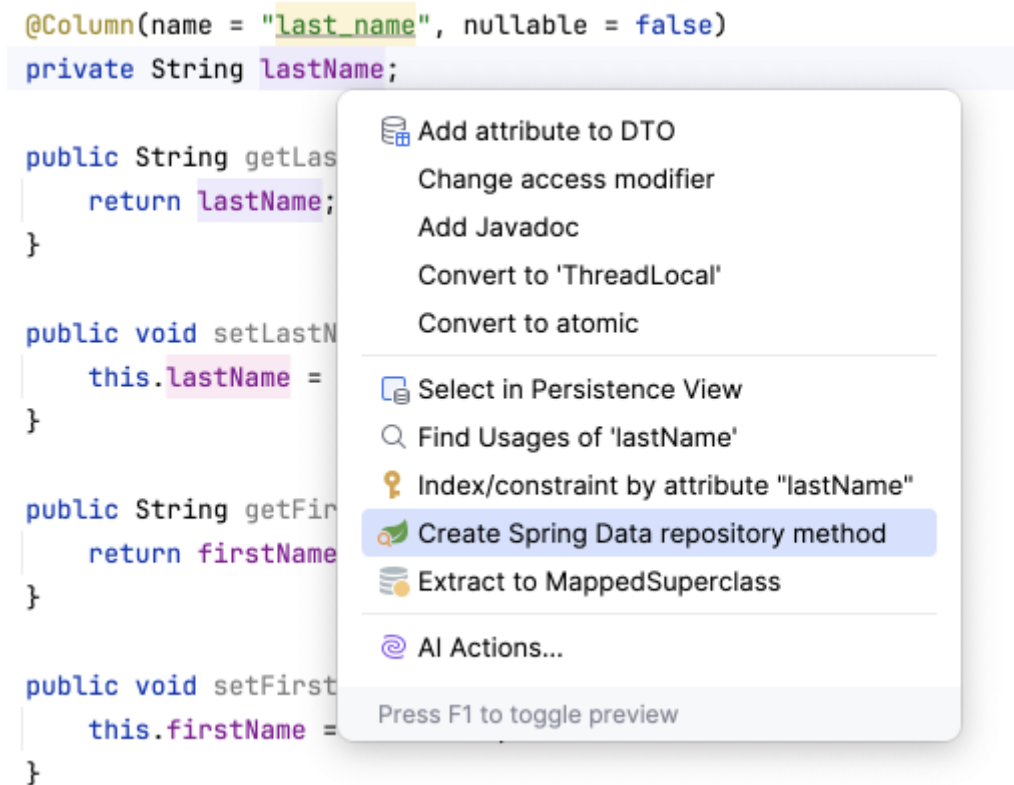 @Column(name = "last_name", nullable = false)
private String lastName;
Add attribute to DTO
Change access modifier
public String getLas
return lastName;
Add Javadoc
}
Convert to 'ThreadLocal'
Convert to atomic
public void setLastN
this.lastName =
Select in Persistence View
}
Find Usages of 'lastName'
Index/constraint by attribute "lastName"
public String getFir
Create Spring Data repository method
return firstName
Extract to MappedSuperclass
}
AI Actions...
public void setFirst
Press F1 to toggle preview
this.firstName =
}